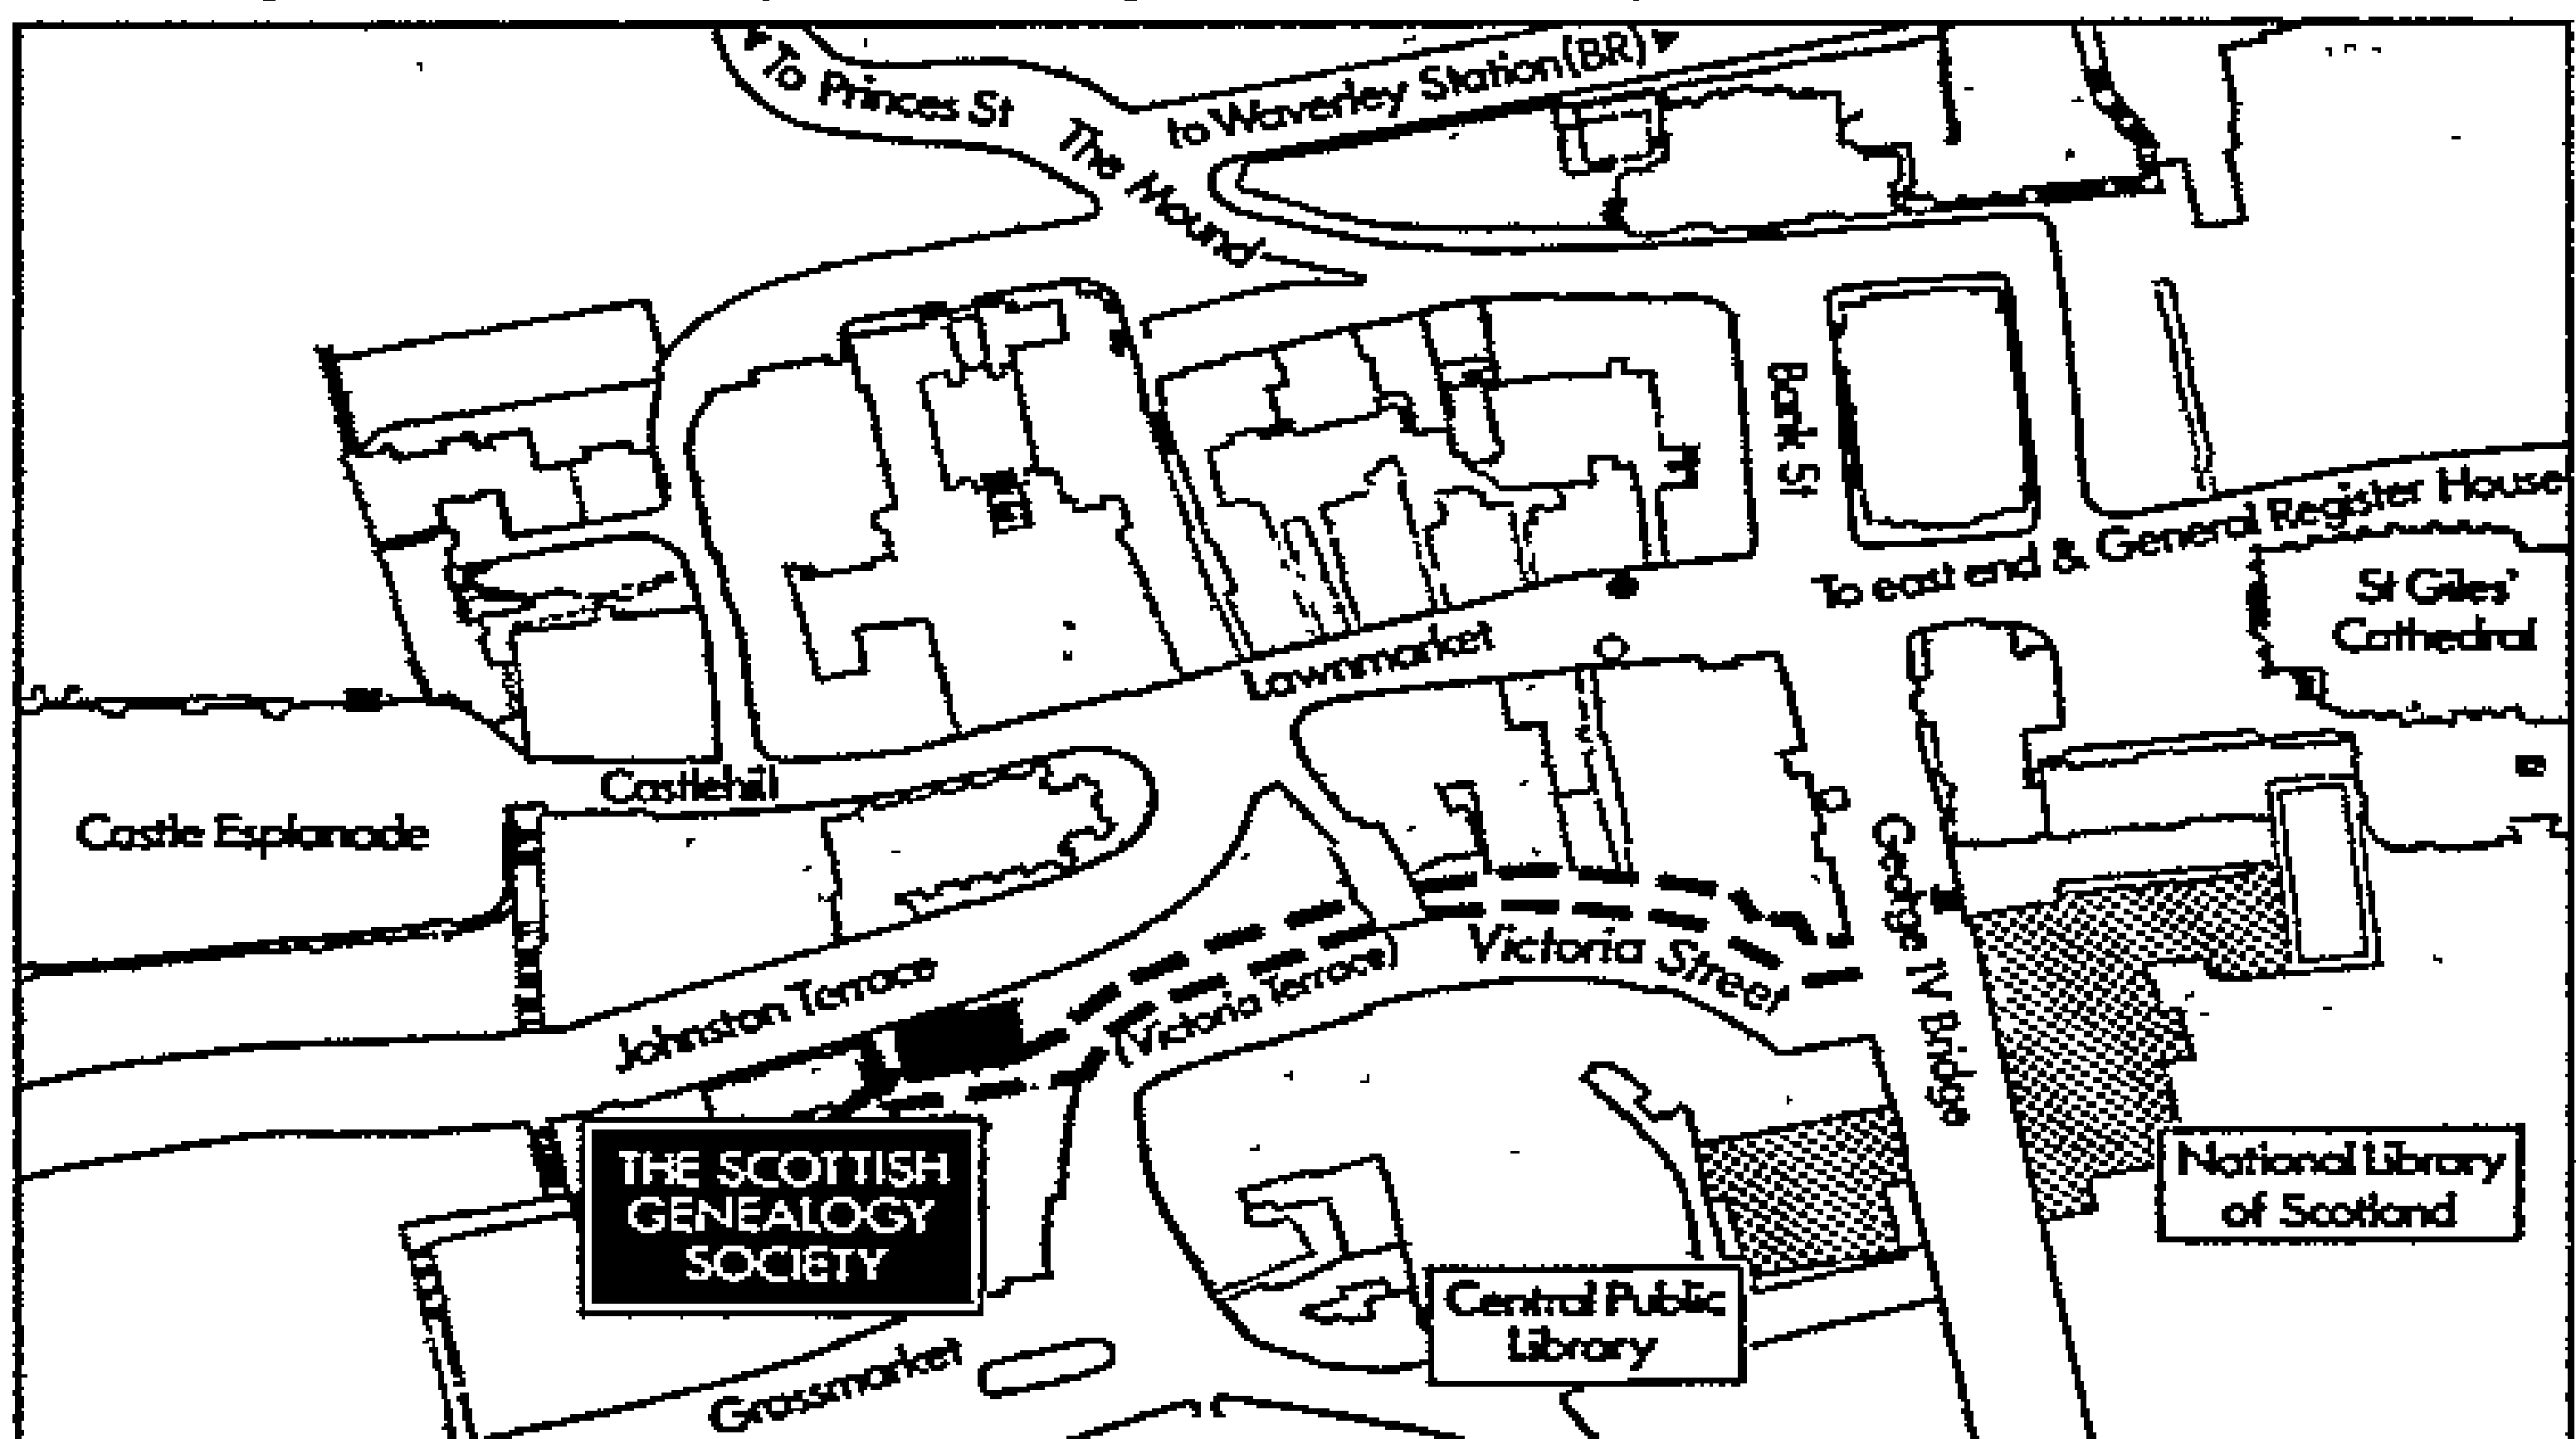 To Princes St
The Mound
to Waverley Station (BR)
Bank St
To east end & General Register House
St Giles'
Cathedral
Lawnmarket
Castlehill
Castle Esplanade
George IV Bridge
Victoria Street
(Victoria Terrace)
Johnston Terrace
THE SCOTTISH
GENEALOGY
SOCIETY
National Library
of Scotland
Central Public
Library
Grassmarket